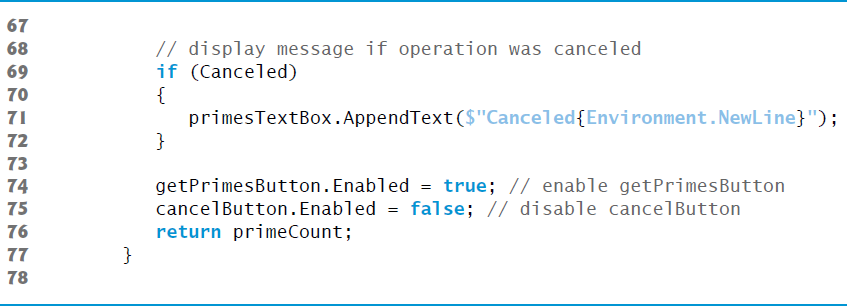 67
68 // display message if operation was canceled
69 if (Canceled)
70 {
71 primesTextBox.AppendText($"Canceled{Environment.NewLine}");
72 }
73
74 getPrimesButton.Enabled = true; // enable getPrimesButton
75 cancelButton.Enabled = false; // disable cancelButton
76 return primeCount;
77 }
78